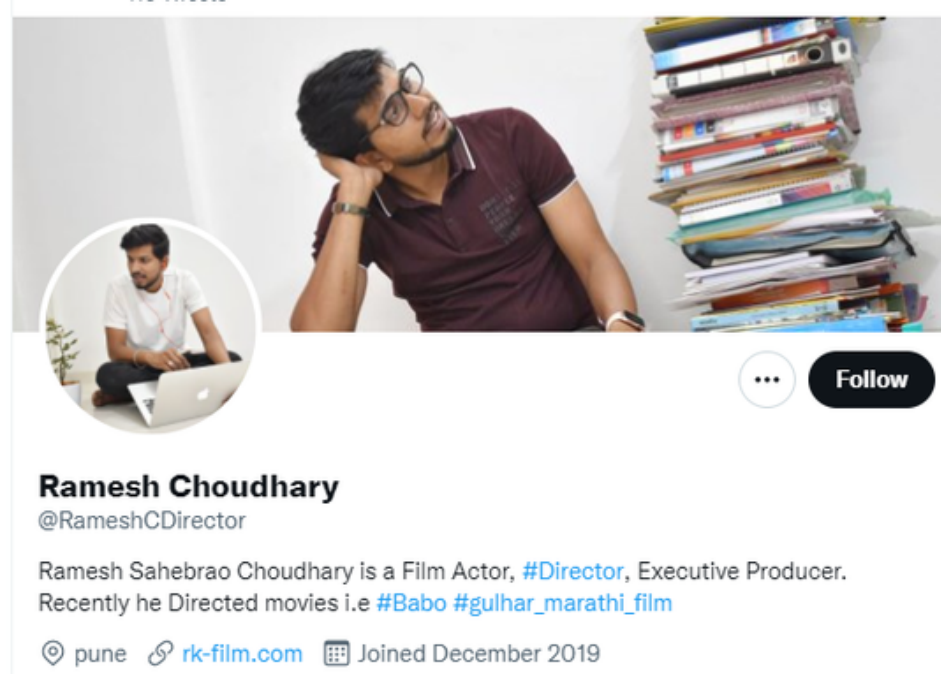 Follow
Ramesh Choudhary
@RameshCDirector
Ramesh Sahebrao Choudhary is a Film Actor, #Director, Executive Producer.
Recently he Directed movies i.e #Babo #gulhar_marathi_film
pune rk-film.com Joined December 2019